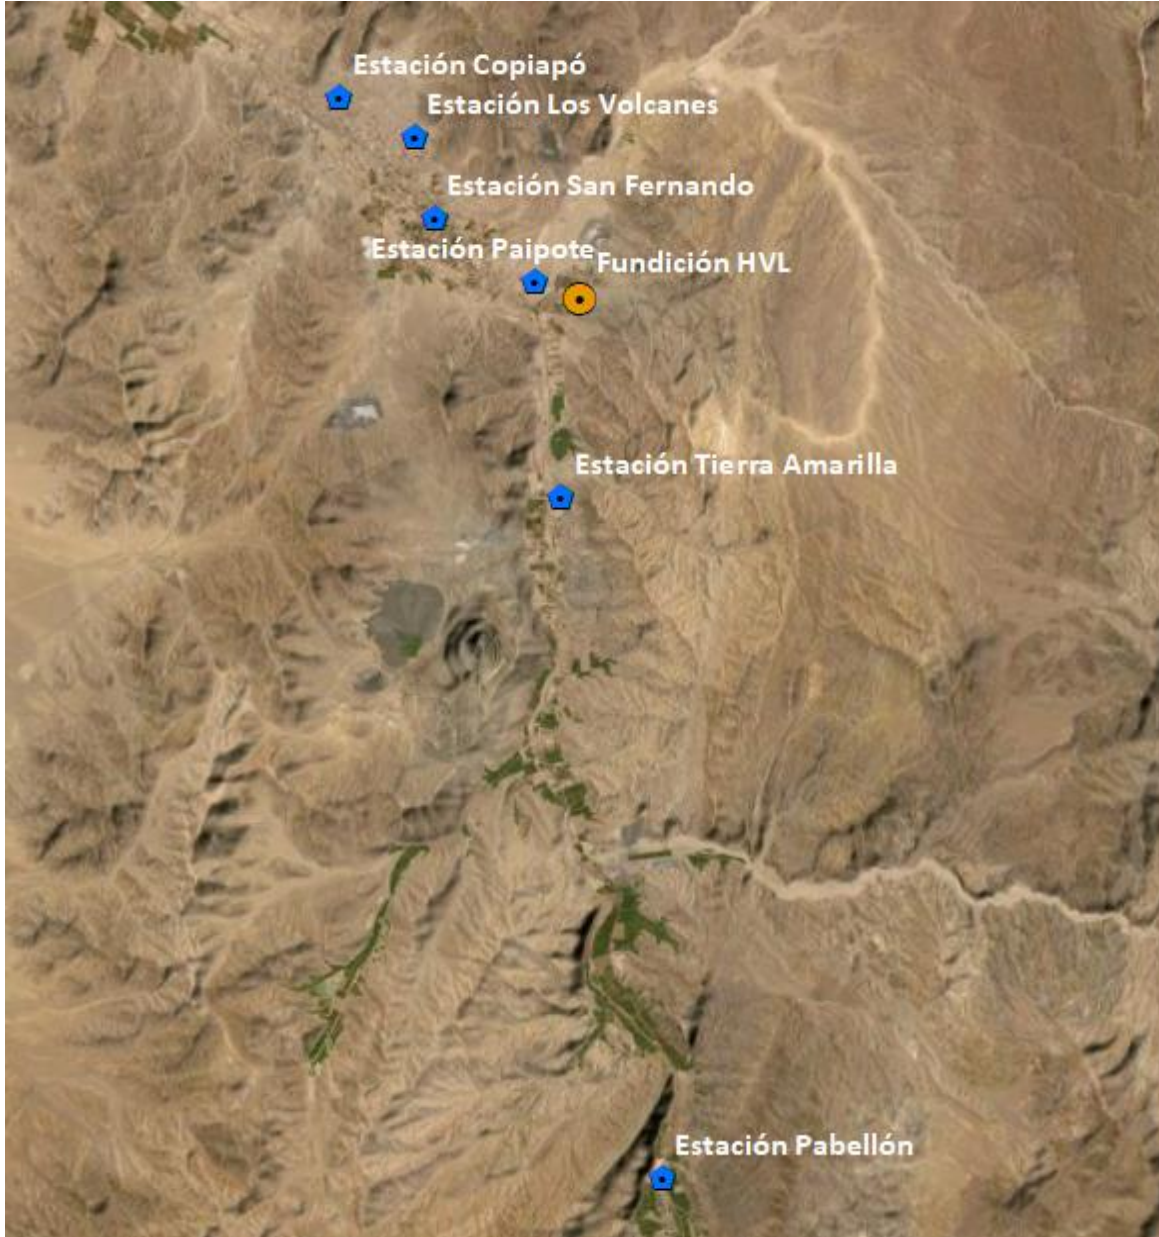 Estación Copiapó
Estación Los Volcanes
Estación San Fernando
Estación Paipote
Fundición HVL
Estación Tierra Amarilla
Estación Pabellón